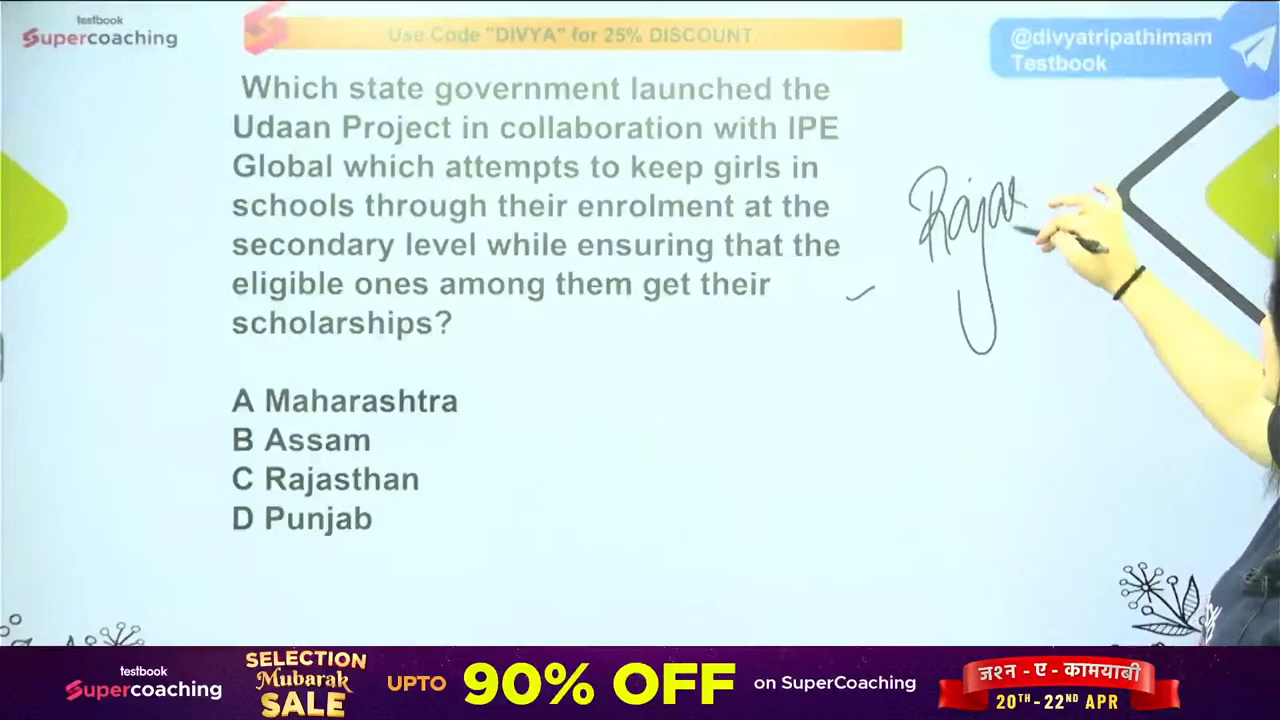 testbook
Supercoaching
Use Code "DIVYA" for 25% DISCOUNT.
@divyatripathimam
Testbook
Which state government launched the
Udaan Project in collaboration with IPE
Global which attempts to keep girls in
schools through their enrolment at the
secondary level while ensuring that the
eligible ones among them get their
scholarships?
Rajas
A Maharashtra
B Assam
C Rajasthan
D Punjab
testbook
Supercoaching
SELECTION
Mubarak
SALE
UPTO 90% OFF on SuperCoaching
जश्न - ए - कामयाबी
20TH - 22ND APR